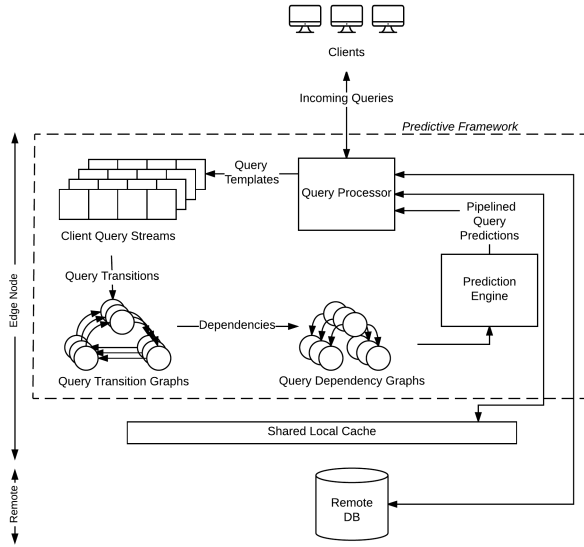 Clients
Incoming Queries
Predictive Framework
Query
Templates
Query Processor
Pipelined
Query
Predictions
Client Query Streams
Query Transitions
Prediction
Engine
Edge Node
Dependencies
Query Transition Graphs
Query Dependency Graphs
Shared Local Cache
Remote
Remote
DB